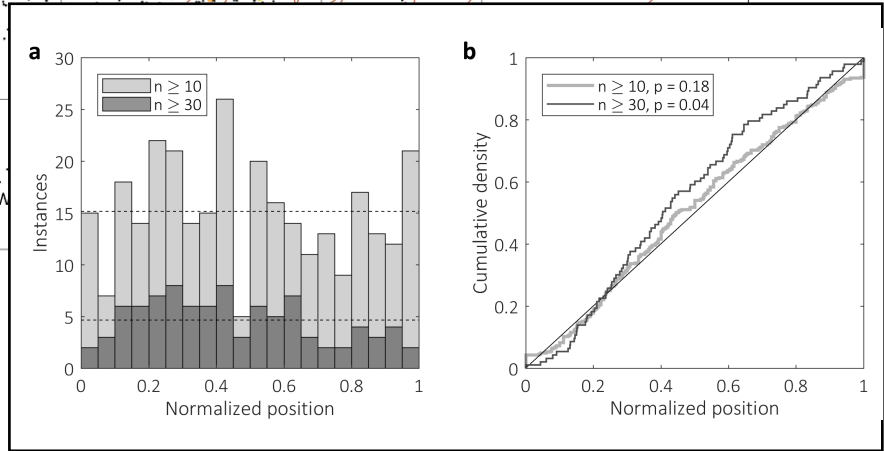 a
30
25
20
15
10
5
0
n ≥ 10
n ≥ 30
Instances
0 0.2 0.4 0.6 0.8 1
Normalized position
b
1
0.8
0.6
0.4
0.2
0
n ≥ 10, p = 0.18
n ≥ 30, p = 0.04
Cumulative density
0 0.2 0.4 0.6 0.8 1
Normalized position